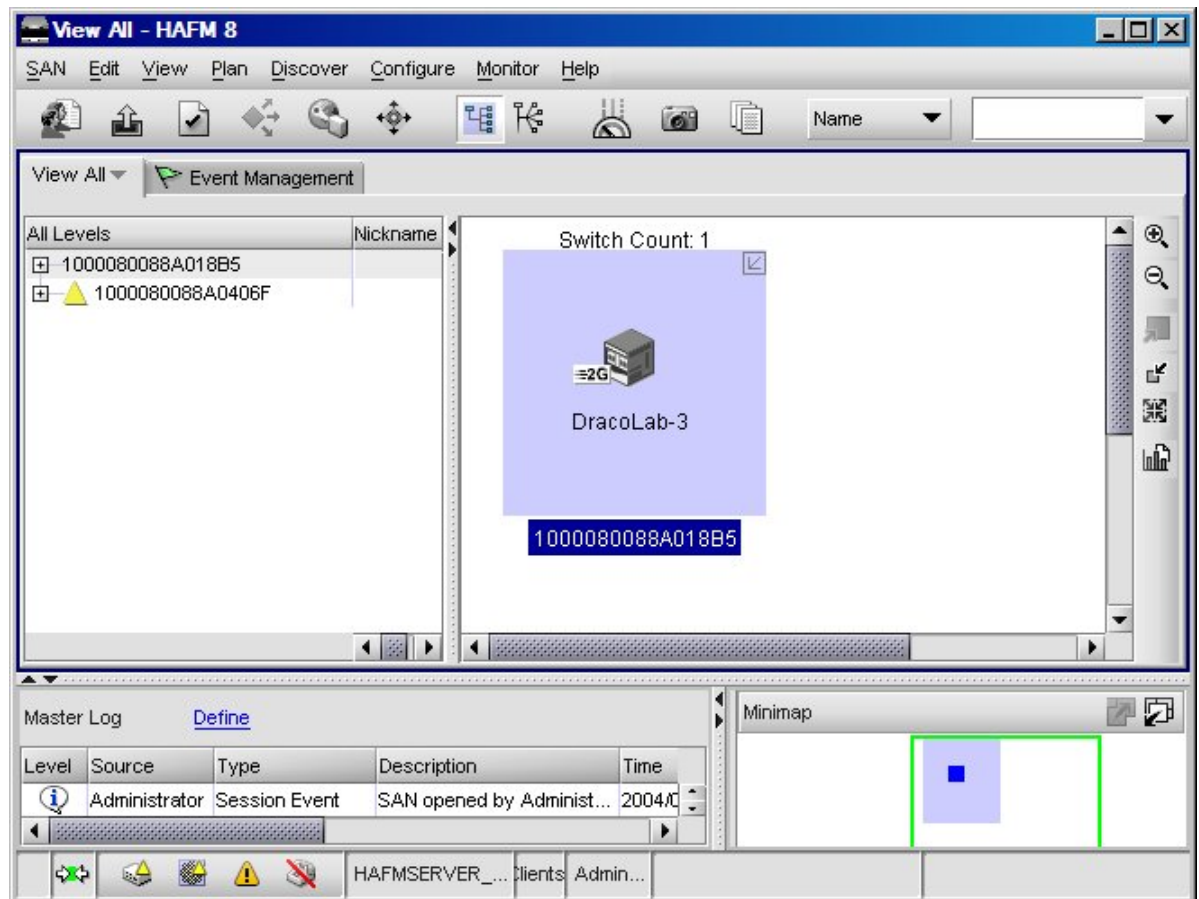 View All - HAFM 8
SAN Edit View Plan Discover Configure Monitor Help
Name
View All Event Management
All Levels Nickname
1000080088A018B5
1000080088A0406F
Switch Count: 1
=2G
DracoLab-3
1000080088A018B5
Master Log Define
Level Source Type Description Time
Administrator Session Event SAN opened by Administ... 2004/
Minimap
HAFMSERVER_... Clients Admin...